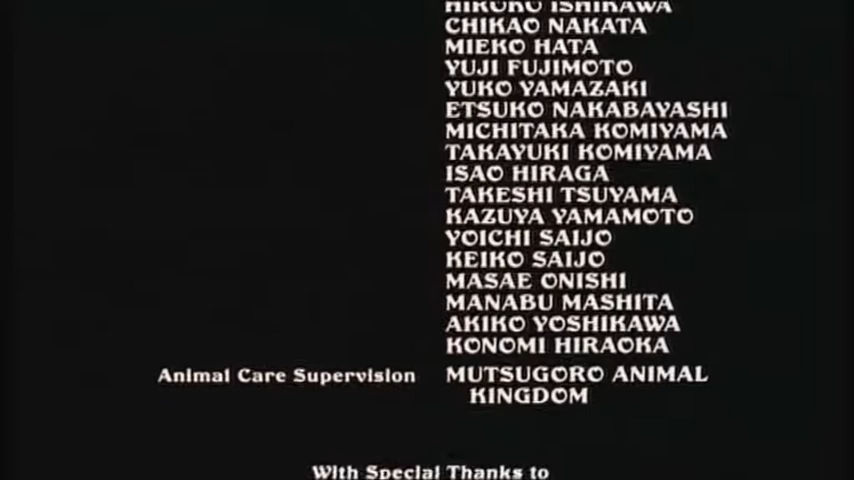 HIROKO ISHIKAWA
CHIKAO NAKATA
MIEKO HATA
YUJI FUJIMOTO
YUKO YAMAZAKI
ETSUKO NAKABAYASHI
MICHITAKA KOMIYAMA
TAKAYUKI KOMIYAMA
ISAO HIRAGA
TAKESHI TSUYAMA
KAZUYA YAMAMOTO
YOICHI SAIJO
KEIKO SAIJO
MASAE ONISHI
MANABU MASHITA
AKIKO YOSHIKAWA
KONOMI HIRAOKA
Animal Care Supervision MUTSUGORO ANIMAL
KINGDOM
With Special Thanks to